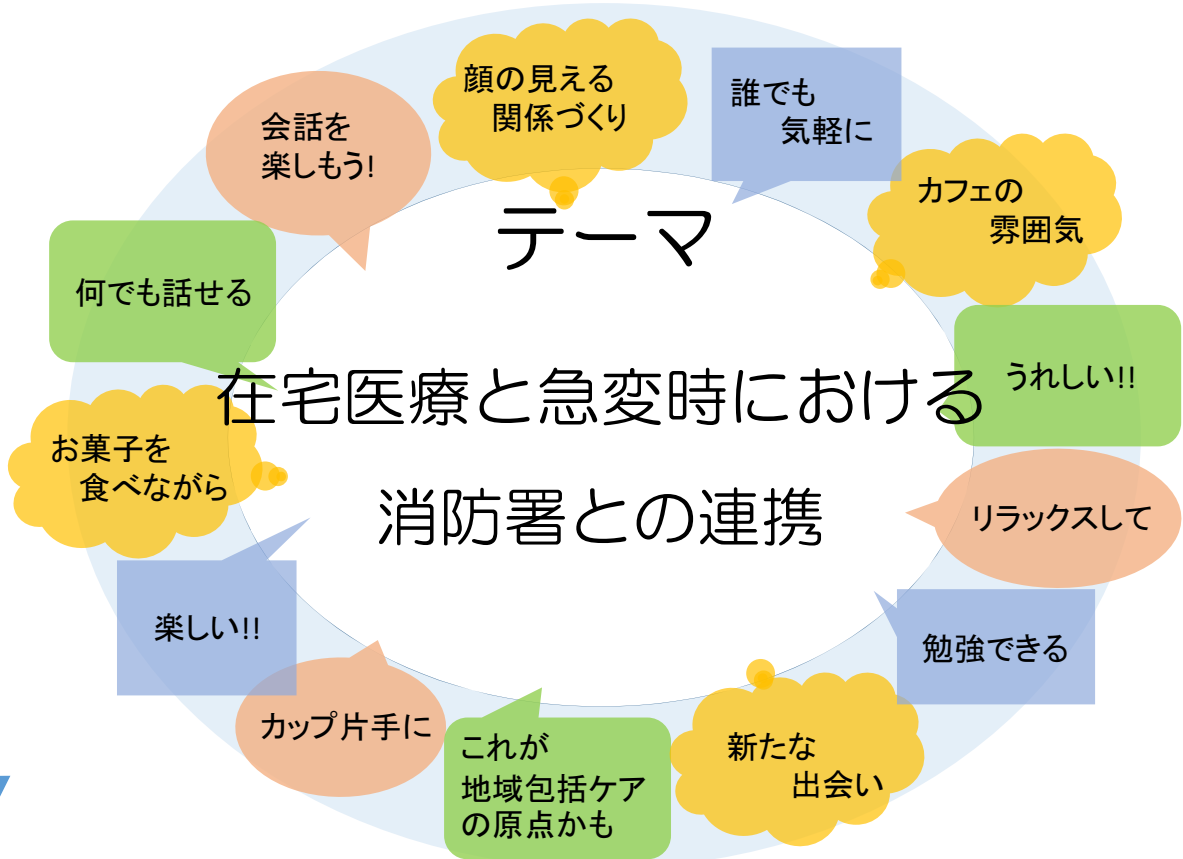 顔の見える
関係づくり
誰でも
気軽に
会話を
楽しもう!
カフェの
雰囲気
テーマ
何でも話せる
うれしい!!
在宅医療と急変時における
消防署との連携
お菓子を
食べながら
リラックスして
楽しい!!
勉強できる
カップ片手に
これが
地域包括ケア
の原点かも
新たな
出会い